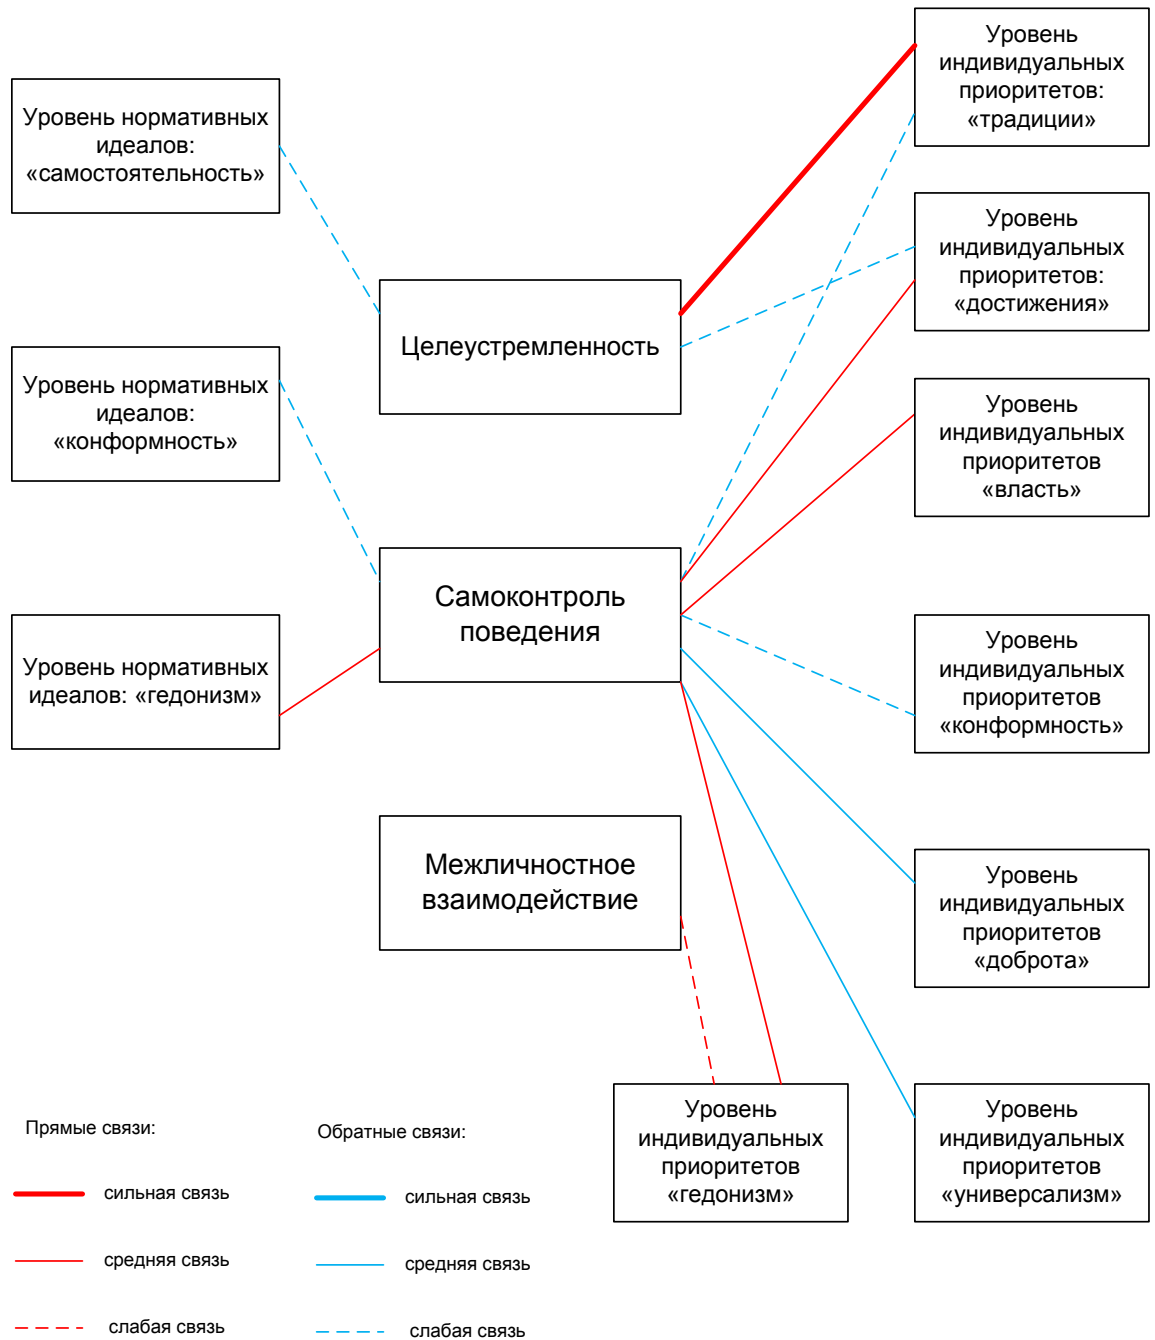 Уровень нормативных
идеалов:
«самостоятельность»
Уровень нормативных
идеалов:
«конформность»
Уровень нормативных
идеалов: «гедонизм»
Целеустремленность
Самоконтроль
поведения
Межличностное
взаимодействие
Уровень
индивидуальных
приоритетов:
«традиции»
Уровень
индивидуальных
приоритетов:
«достижения»
Уровень
индивидуальных
приоритетов
«власть»
Уровень
индивидуальных
приоритетов
«конформность»
Уровень
индивидуальных
приоритетов
«доброта»
Уровень
индивидуальных
приоритетов
«гедонизм»
Уровень
индивидуальных
приоритетов
«универсализм»
Прямые связи:
сильная связь
средняя связь
слабая связь
Обратные связи:
сильная связь
средняя связь
слабая связь